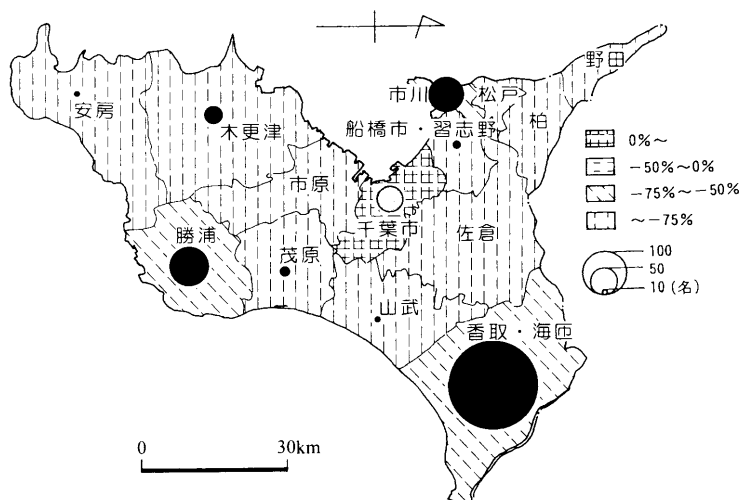 野田
市川 松戸
柏
安房
船橋市・習志野
木更津
市原
千葉市
勝浦
佐倉
茂原
山武
香取・海匝
0%~
-50%~0%
-75%~-50%
~-75%
100
50
10(名)
0 30km